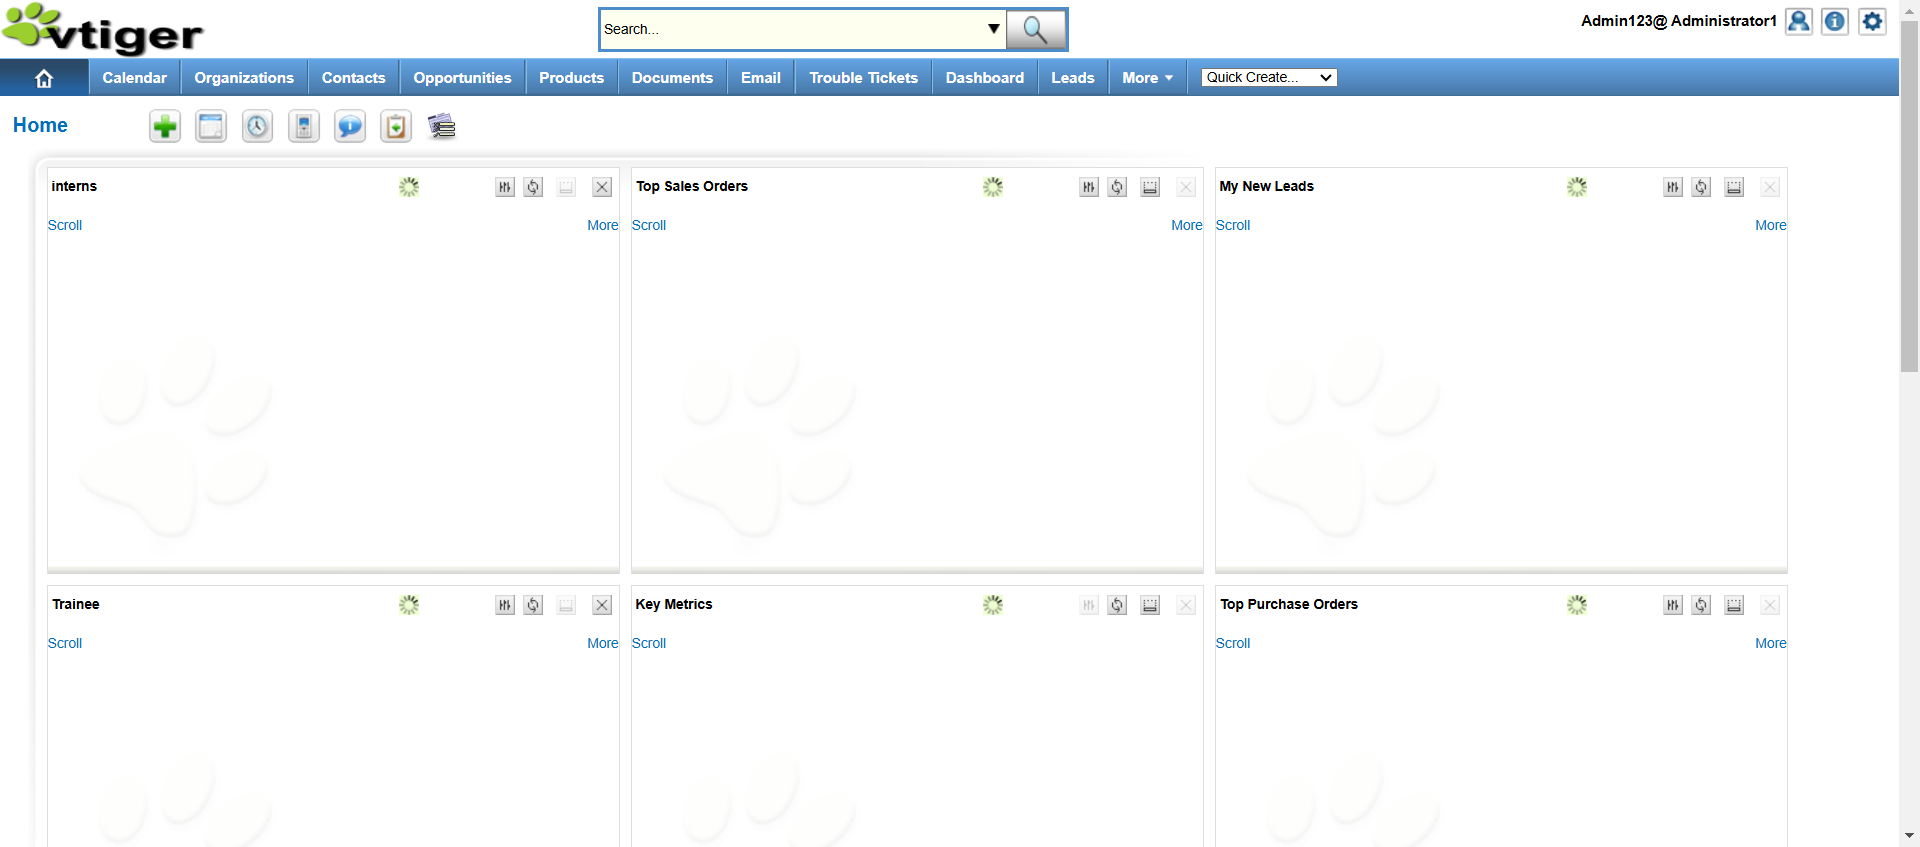 vtiger
Search...
Admin123@ Administrator1
Calendar Organizations Contacts Opportunities Products Documents Email Trouble Tickets Dashboard Leads More Quick Create...
Home
interns
Scroll More
Top Sales Orders
Scroll More
My New Leads
Scroll More
Trainee
Scroll More
Key Metrics
Scroll
Top Purchase Orders
Scroll More